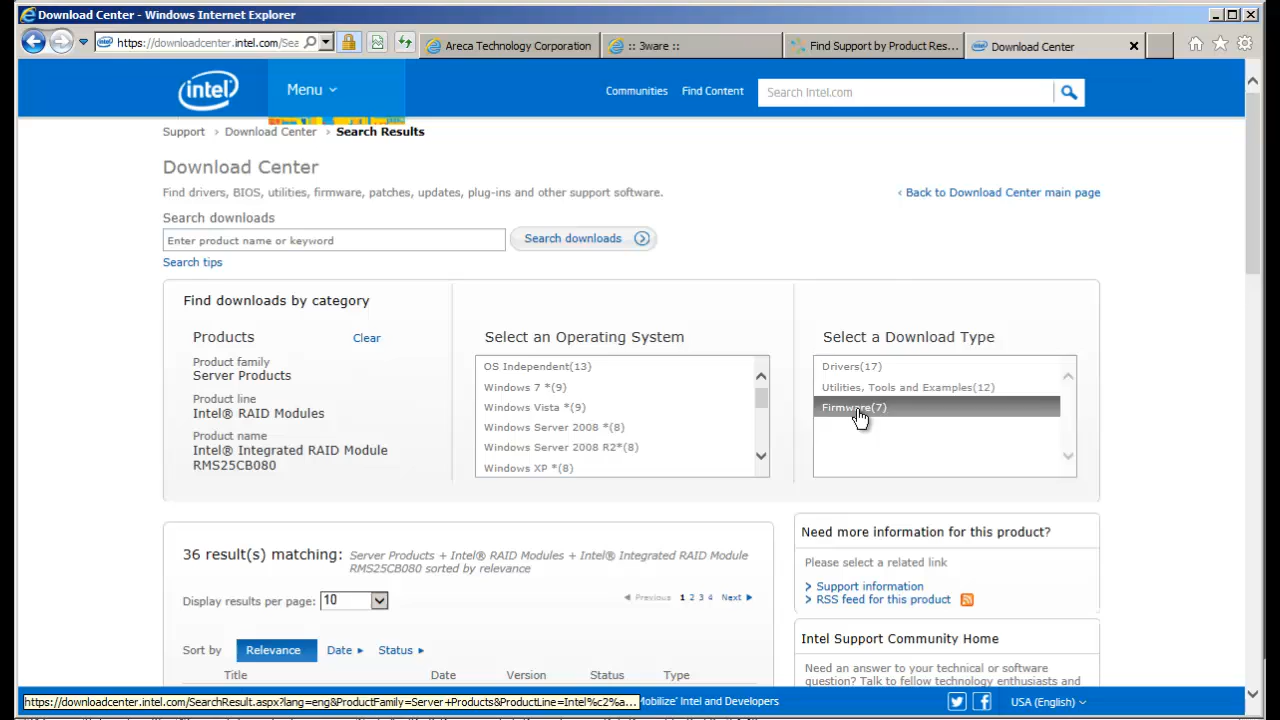 Download Center - Windows Internet Explorer
https://downloadcenter.intel.com/Sea
Areca Technology Corporation
:: 3ware ::
Find Support by Product Res...
Download Center
intel
Menu
Communities
Find Content
Search Intel.com
Support > Download Center > Search Results
Download Center
Find drivers, BIOS, utilities, firmware, patches, updates, plug-ins and other support software.
‹ Back to Download Center main page
Search downloads
Enter product name or keyword
Search downloads
Search tips
Find downloads by category
Products
Clear
Product family
Server Products
Product line
Intel® RAID Modules
Product name
Intel® Integrated RAID Module
RMS25CB080
Select an Operating System
OS Independent(13)
Windows 7 *(9)
Windows Vista *(9)
Windows Server 2008 *(8)
Windows Server 2008 R2*(8)
Windows XP *(8)
Select a Download Type
Drivers(17)
Utilities, Tools and Examples(12)
Firmware(7)
36 result(s) matching: Server Products + Intel® RAID Modules + Intel® Integrated RAID Module
RMS25CB080 sorted by relevance
Display results per page: 10
Previous 1 2 3 4 Next
Sort by Relevance Date Status
Title Date Version Status Type
Need more information for this product?
Please select a related link
> Support information
> RSS feed for this product
Intel Support Community Home
Need an answer to your technical or software
question? Talk to fellow technology enthusiasts and
https://downloadcenter.intel.com/SearchResult.aspx?lang=eng&ProductFamily=Server+Products&ProductLine=Intel%c2%a...
Mobilize' Intel and Developers
USA (English)